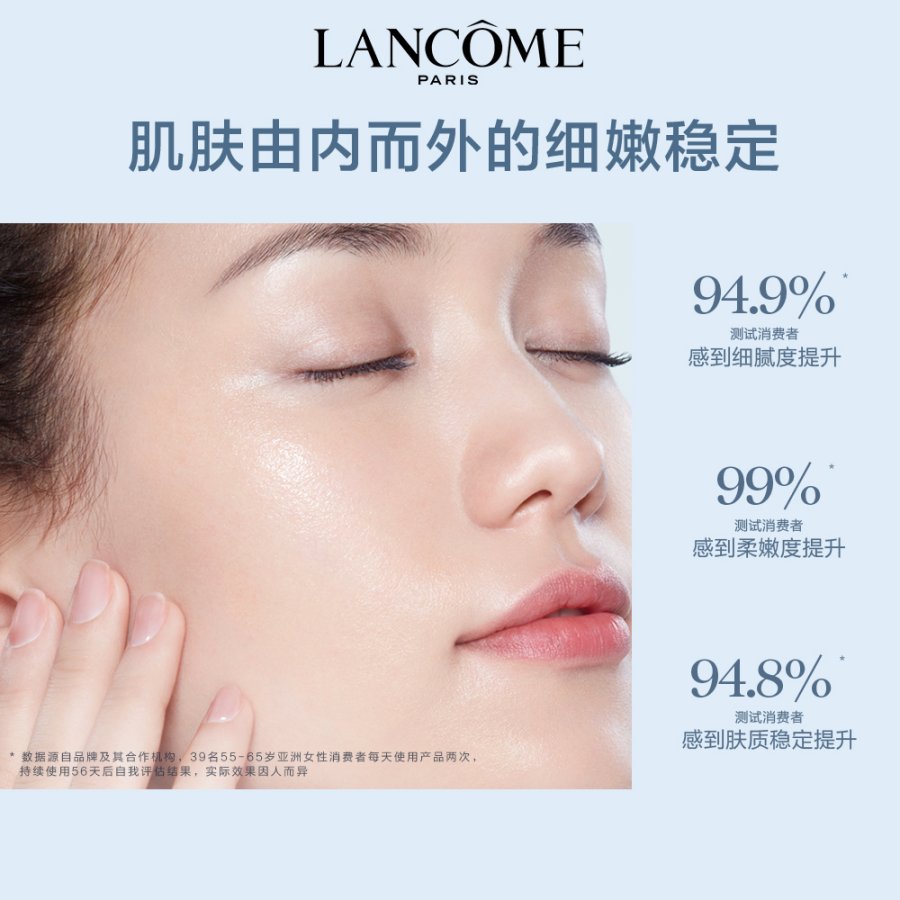 LANCÔME
PARIS
肌肤由内而外的细嫩稳定
94.9%*
测试消费者
感到细腻度提升
99%*
测试消费者
感到柔嫩度提升
94.8%*
测试消费者
感到肤质稳定提升
* 数据源自品牌及其合作机构，39名55-65岁亚洲女性消费者每天使用产品两次，
持续使用56天后自我评估结果，实际效果因人而异